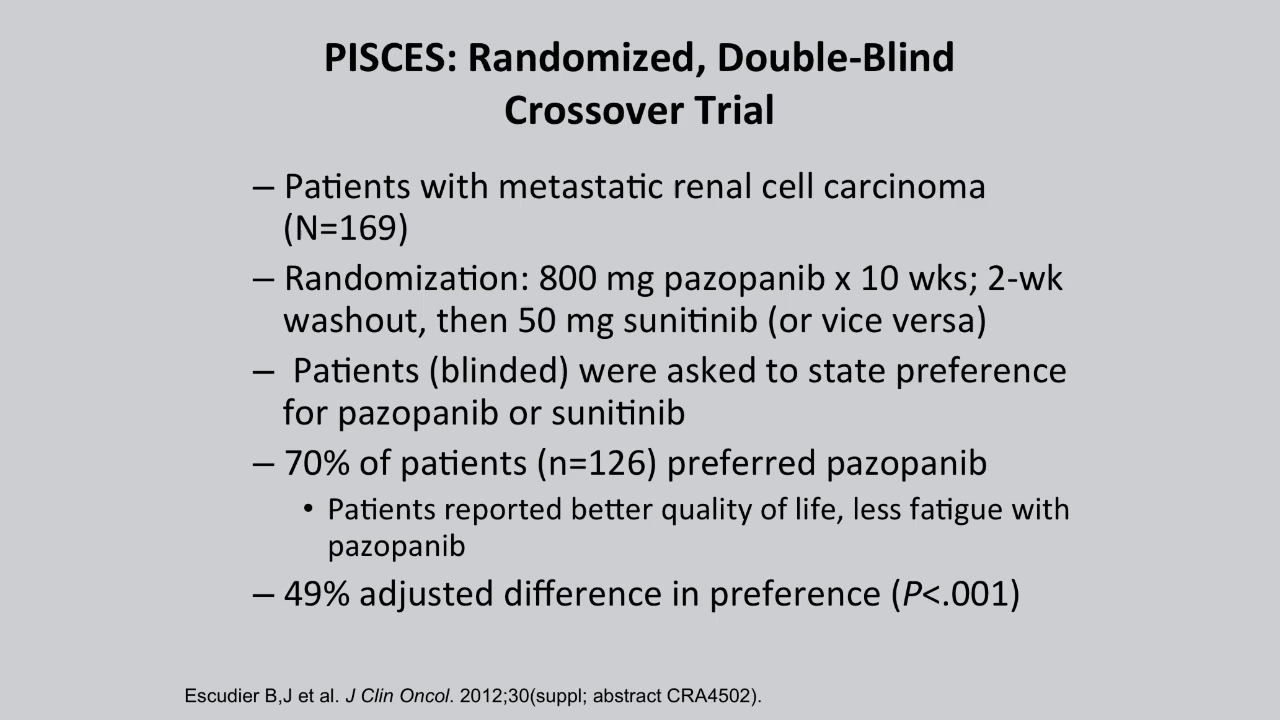 PISCES: Randomized, Double-Blind
Crossover Trial
– Patients with metastatic renal cell carcinoma
(N=169)
– Randomization: 800 mg pazopanib x 10 wks; 2-wk
washout, then 50 mg sunitinib (or vice versa)
– Patients (blinded) were asked to state preference
for pazopanib or sunitinib
– 70% of patients (n=126) preferred pazopanib
• Patients reported better quality of life, less fatigue with
pazopanib
– 49% adjusted difference in preference (P<.001)
Escudier B,J et al. J Clin Oncol. 2012;30(suppl; abstract CRA4502).